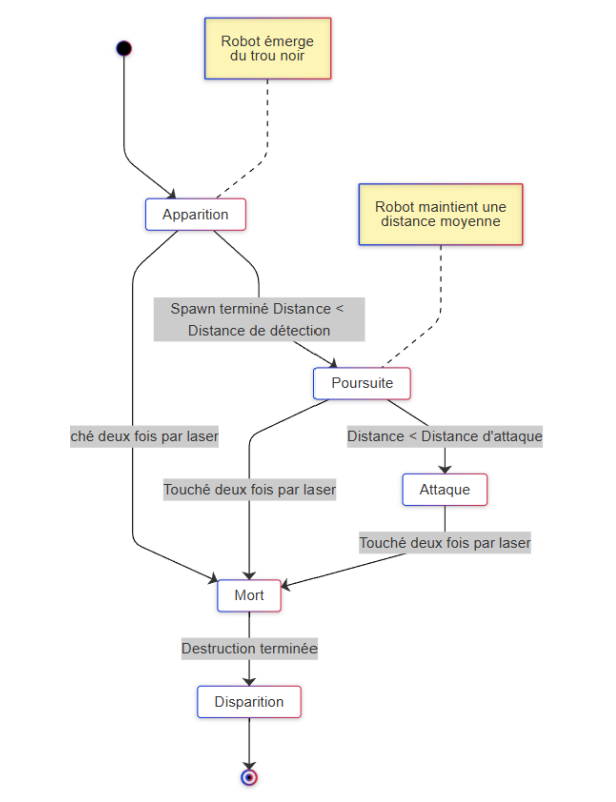 Robot émerge
du trou noir
Apparition
Robot maintient une
distance moyenne
Spawn terminé Distance <
Distance de détection
Poursuite
ché deux fois par laser
Distance < Distance d'attaque
Touché deux fois par laser
Attaque
Touché deux fois par laser
Mort
Destruction terminée
Disparition